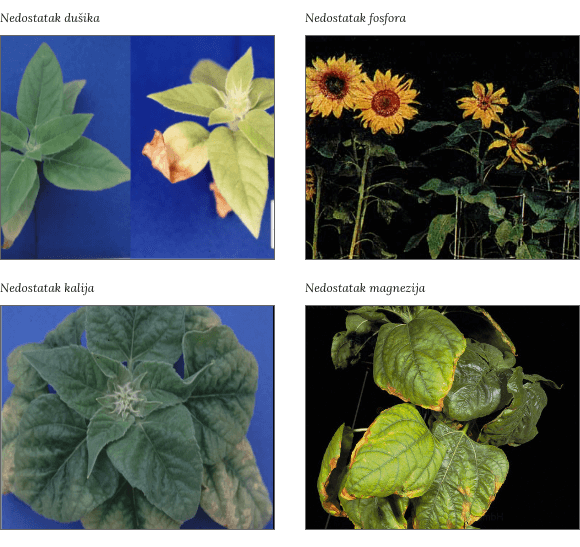 Nedostatak dušika
Nedostatak fosfora
Nedostatak kalija
Nedostatak magnezija